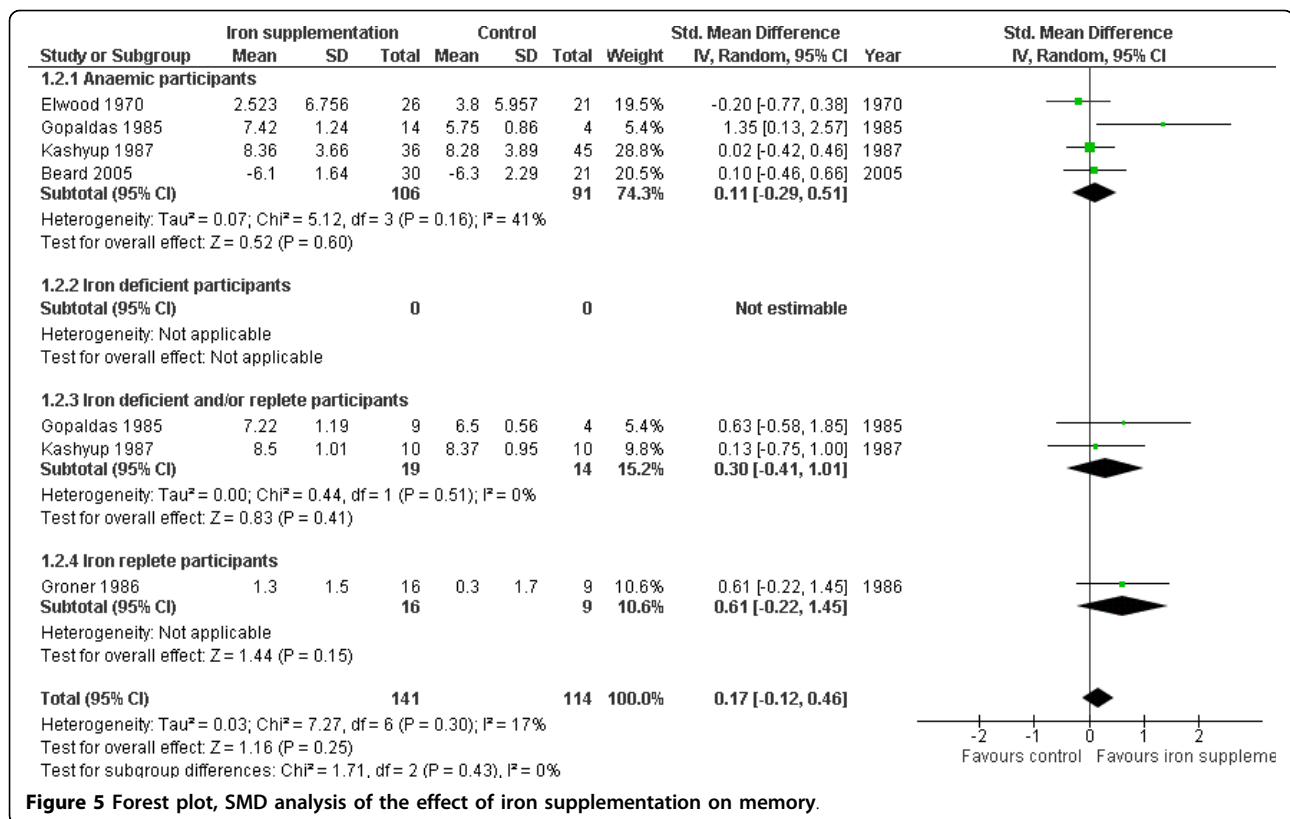 Iron supplementation Control Std. Mean Difference Std. Mean Difference
Study or Subgroup Mean SD Total Mean SD Total Weight IV, Random, 95% CI Year IV, Random, 95% CI
1.2.1 Anaemic participants
Elwood 1970 2.523 6.756 26 3.8 5.957 21 19.5% -0.20 [-0.77, 0.38] 1970
Gopaldas 1985 7.42 1.24 14 5.75 0.86 4 5.4% 1.35 [0.13, 2.57] 1985
Kashyup 1987 8.36 3.66 36 8.28 3.89 45 28.8% 0.02 [-0.42, 0.46] 1987
Beard 2005 -6.1 1.64 30 -6.3 2.29 21 20.5% 0.10 [-0.46, 0.66] 2005
Subtotal (95% CI) 106 91 74.3% 0.11 [-0.29, 0.51]
Heterogeneity: Tau² = 0.07; Chi² = 5.12, df = 3 (P = 0.16); I² = 41%
Test for overall effect: Z = 0.52 (P = 0.60)
1.2.2 Iron deficient participants
Subtotal (95% CI) 0 0 Not estimable
Heterogeneity: Not applicable
Test for overall effect: Not applicable
1.2.3 Iron deficient and/or replete participants
Gopaldas 1985 7.22 1.19 9 6.5 0.56 4 5.4% 0.63 [-0.58, 1.85] 1985
Kashyup 1987 8.5 1.01 10 8.37 0.95 10 9.8% 0.13 [-0.75, 1.00] 1987
Subtotal (95% CI) 19 14 15.2% 0.30 [-0.41, 1.01]
Heterogeneity: Tau² = 0.00; Chi² = 0.44, df = 1 (P = 0.51); I² = 0%
Test for overall effect: Z = 0.83 (P = 0.41)
1.2.4 Iron replete participants
Groner 1986 1.3 1.5 16 0.3 1.7 9 10.6% 0.61 [-0.22, 1.45] 1986
Subtotal (95% CI) 16 9 10.6% 0.61 [-0.22, 1.45]
Heterogeneity: Not applicable
Test for overall effect: Z = 1.44 (P = 0.15)
Total (95% CI) 141 114 100.0% 0.17 [-0.12, 0.46]
Heterogeneity: Tau² = 0.03; Chi² = 7.27, df = 6 (P = 0.30); I² = 17%
Test for overall effect: Z = 1.16 (P = 0.25)
Test for subgroup differences: Chi² = 1.71, df = 2 (P = 0.43), I² = 0%
-2 -1 0 1 2
Favours control Favours iron suppleme
Figure 5 Forest plot, SMD analysis of the effect of iron supplementation on memory.